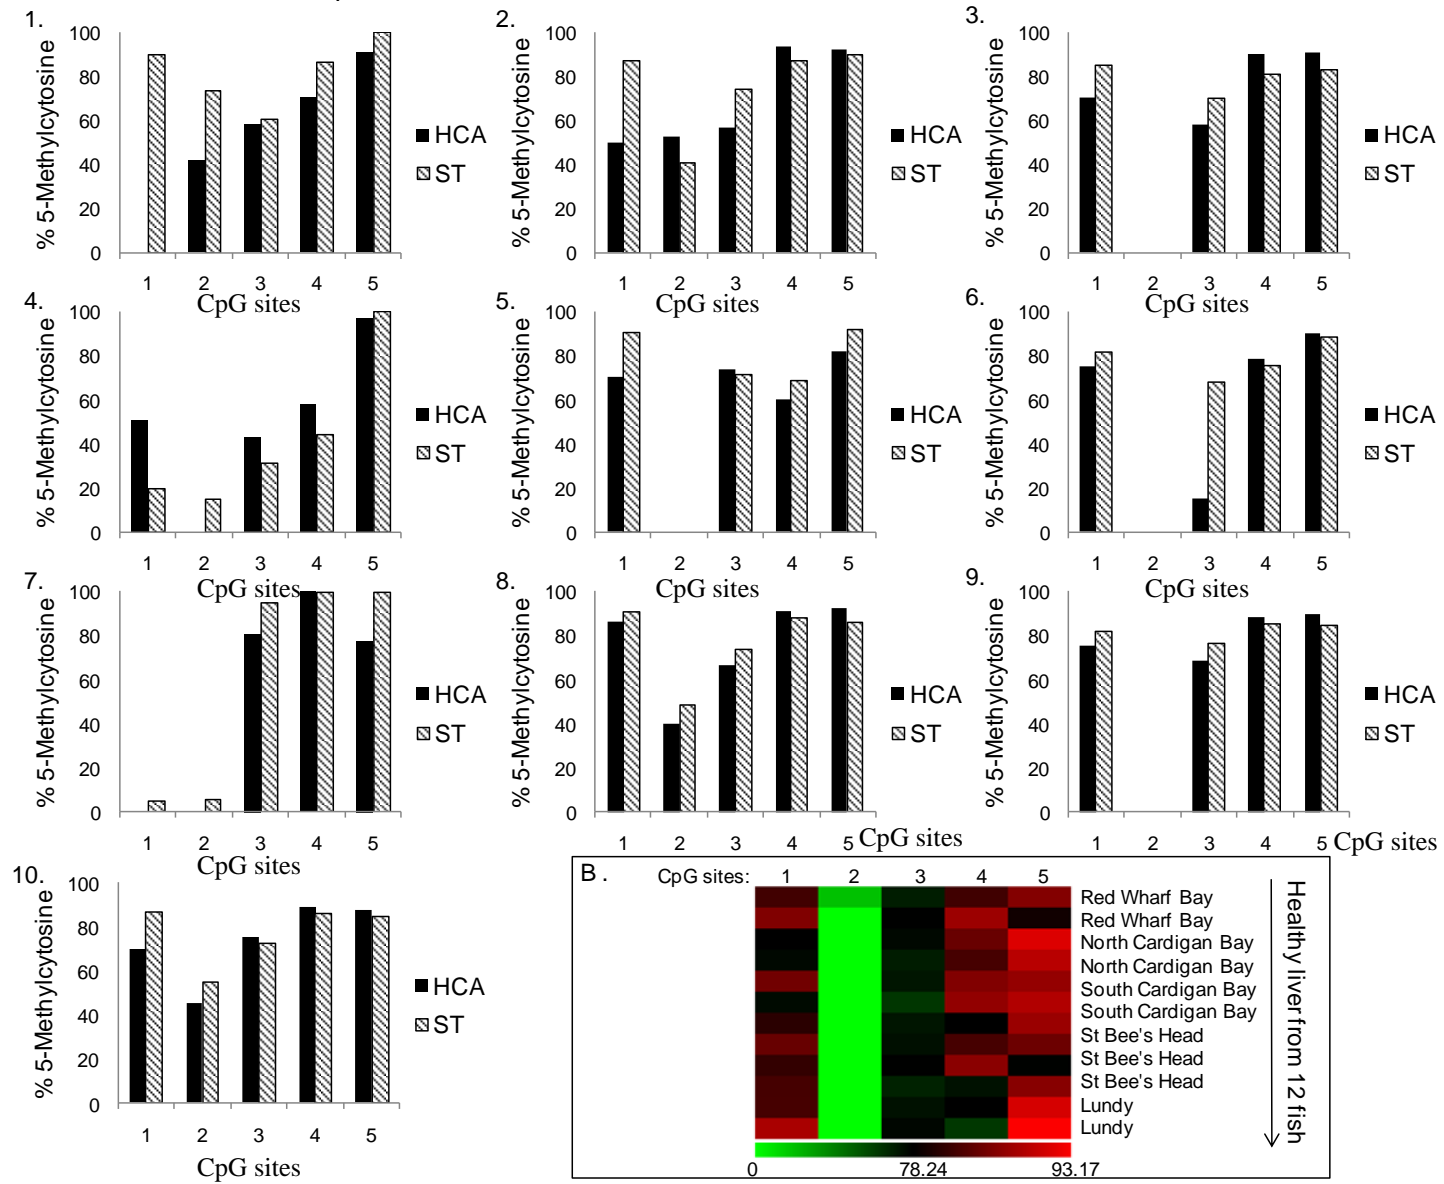 1.
% 5-Methylcytosine
100
80
60
40
20
0
1 2 3 4 5
CpG sites
HCA
ST
2.
% 5-Methylcytosine
100
80
60
40
20
0
1 2 3 4 5
CpG sites
HCA
ST
3.
% 5-Methylcytosine
100
80
60
40
20
0
1 2 3 4 5
CpG sites
HCA
ST
4.
% 5-Methylcytosine
100
80
60
40
20
0
1 2 3 4 5
CpG sites
HCA
ST
5.
% 5-Methylcytosine
100
80
60
40
20
0
1 2 3 4 5
CpG sites
HCA
ST
6.
% 5-Methylcytosine
100
80
60
40
20
0
1 2 3 4 5
CpG sites
HCA
ST
7.
% 5-Methylcytosine
100
80
60
40
20
0
1 2 3 4 5
CpG sites
HCA
ST
8.
% 5-Methylcytosine
100
80
60
40
20
0
1 2 3 4 5
CpG sites
HCA
ST
9.
% 5-Methylcytosine
100
80
60
40
20
0
1 2 3 4 5
CpG sites
HCA
ST
10.
% 5-Methylcytosine
100
80
60
40
20
0
1 2 3 4 5
CpG sites
HCA
ST
B.
CpG sites: 1 2 3 4 5
Red Wharf Bay
Red Wharf Bay
North Cardigan Bay
North Cardigan Bay
South Cardigan Bay
South Cardigan Bay
St Bee's Head
St Bee's Head
St Bee's Head
Lundy
Lundy
0 78.24 93.17
Healthy liver from 12 fish